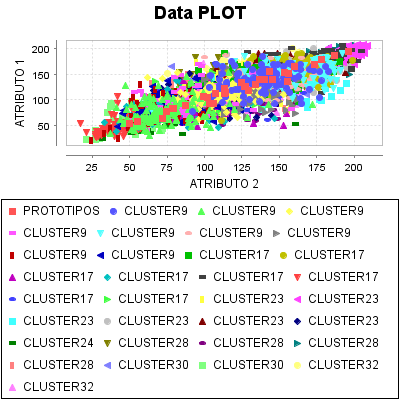 Data PLOT
ATRIBUTO 1
200
150
100
50
25 50 75 100 125 150 175 200
ATRIBUTO 2
PROTOTIPOS CLUSTER9 CLUSTER9 CLUSTER9
CLUSTER9 CLUSTER9 CLUSTER9 CLUSTER9
CLUSTER9 CLUSTER9 CLUSTER17 CLUSTER17
CLUSTER17 CLUSTER17 CLUSTER17 CLUSTER17
CLUSTER17 CLUSTER17 CLUSTER23 CLUSTER23
CLUSTER23 CLUSTER23 CLUSTER23 CLUSTER23
CLUSTER24 CLUSTER28 CLUSTER28 CLUSTER28
CLUSTER28 CLUSTER30 CLUSTER30 CLUSTER32
CLUSTER32